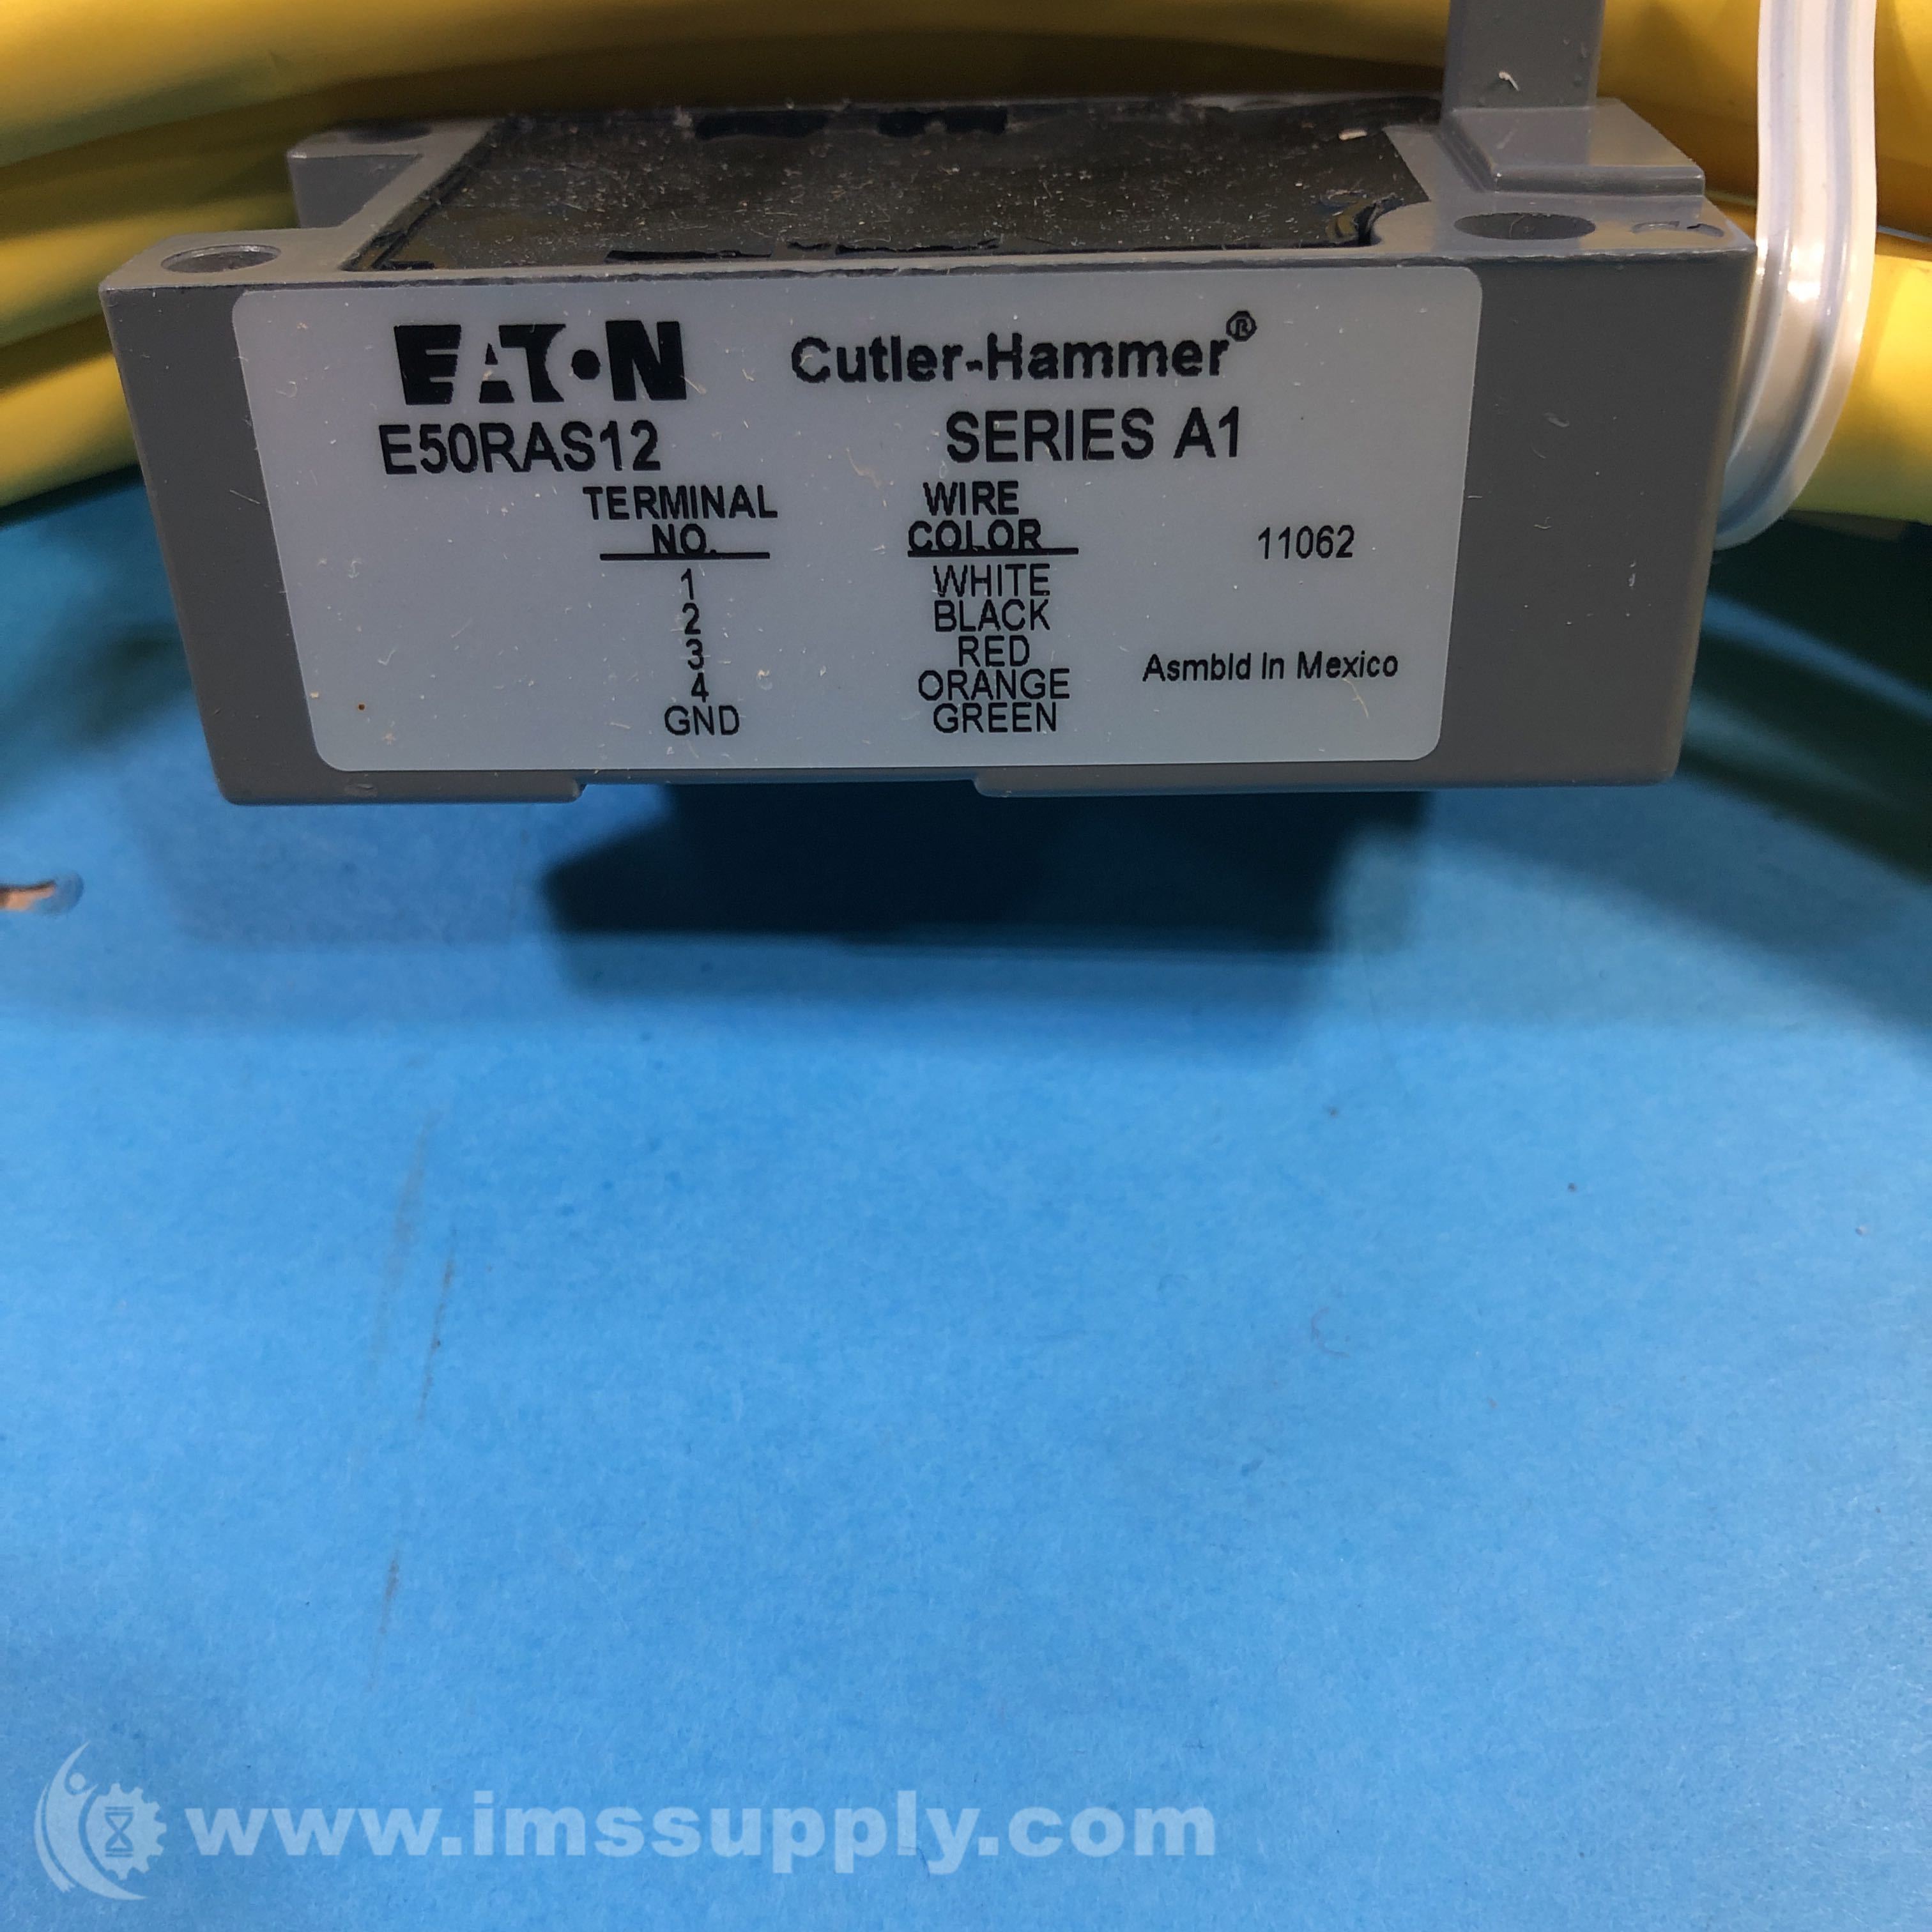 EATON Cutler-Hammer®
E50RAS12 SERIES A1
TERMINAL NO. WIRE COLOR
11062
1 WHITE
2 BLACK
3 RED
4 ORANGE
GND GREEN
Asmbld In Mexico
www.imssupply.com